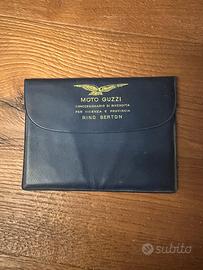 MOTO GUZZI
CONCESSIONARIO DI VENDITA
PER VICENZA E PROVINCIA
RINO BERTON
subito